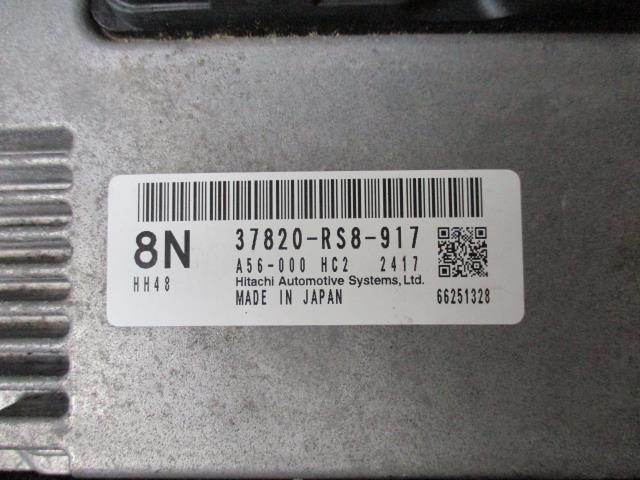 8N 37820-RS8-917
A56-000 HC2 2417
HH48 Hitachi Automotive Systems, Ltd.
MADE IN JAPAN 66251328